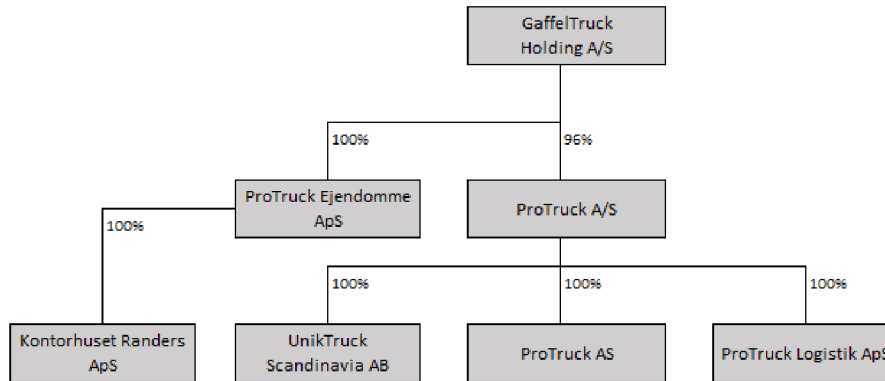 GaffelTruck
Holding A/S
100%
96%
ProTruck Ejendomme
ApS
ProTruck A/S
100%
100%
100%
100%
Kontorhuset Randers
ApS
UnikTruck
Scandinavia AB
ProTruck AS
ProTruck Logistik ApS